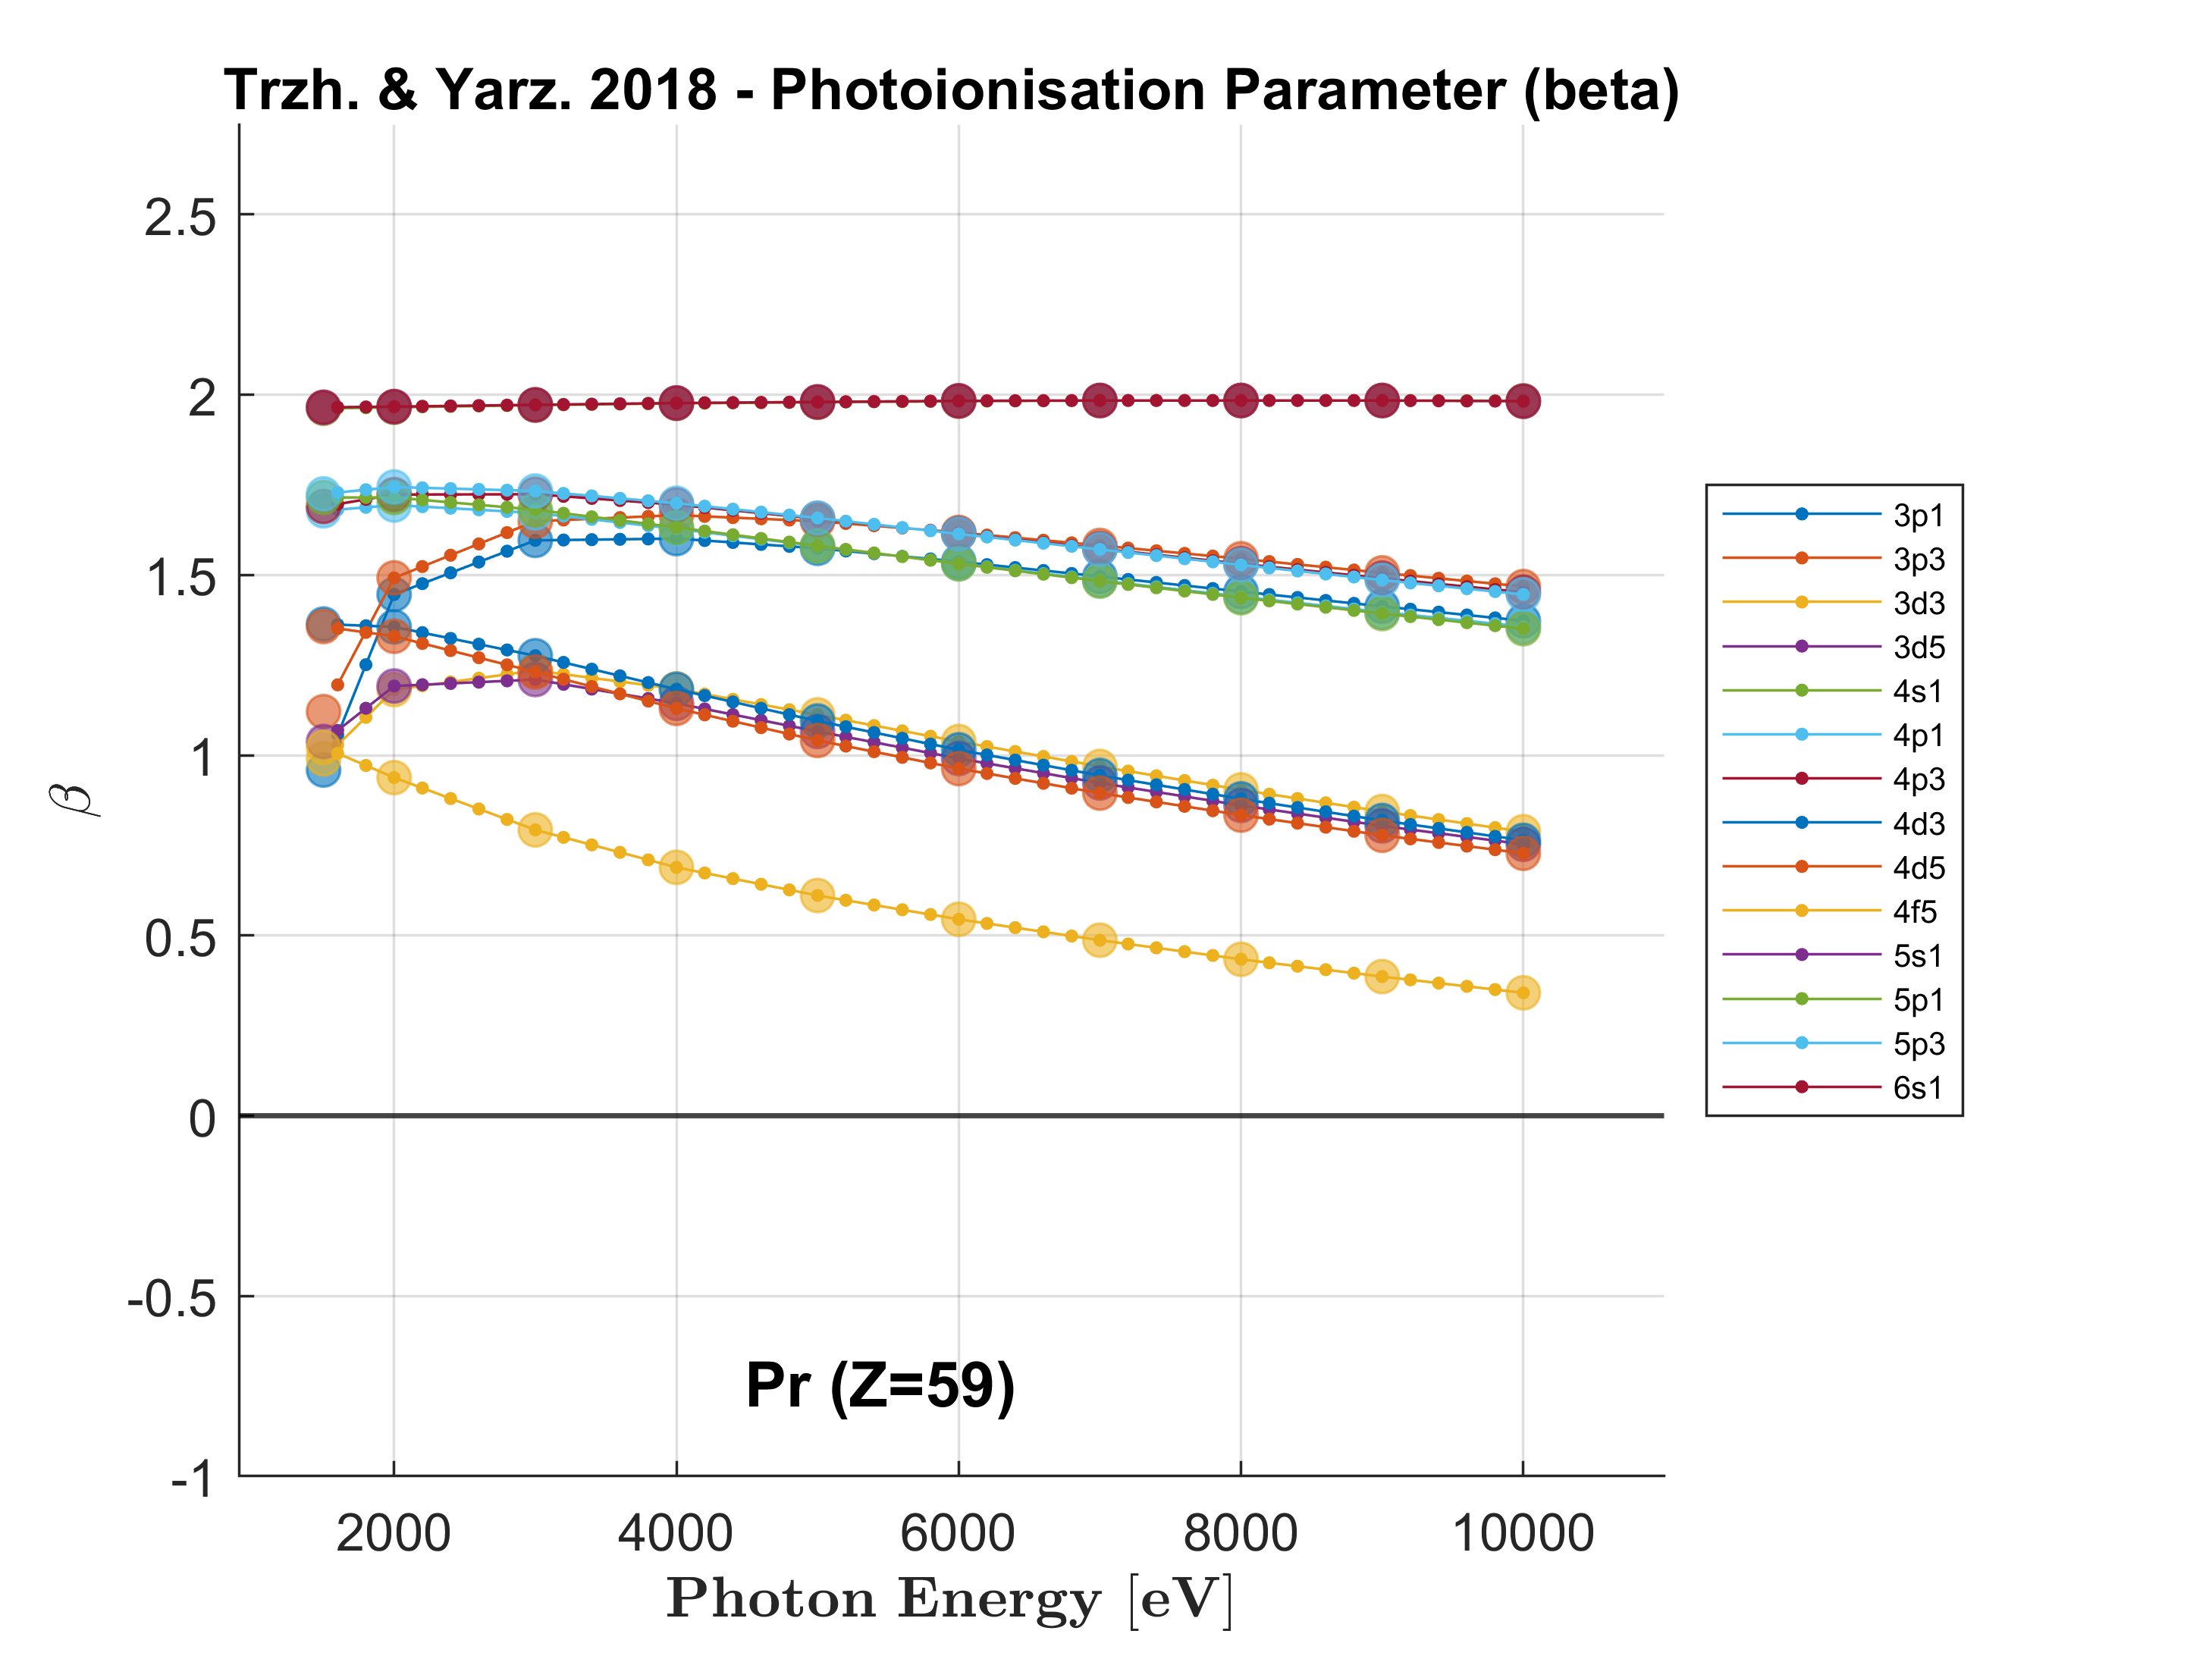 Trzh. & Yarz. 2018 - Photoionisation Parameter (beta)
2.5
2
1.5
1
0.5
0
-0.5
-1
β
2000 4000 6000 8000 10000
Photon Energy [eV]
Pr (Z=59)
3p1
3p3
3d3
3d5
4s1
4p1
4p3
4d3
4d5
4f5
5s1
5p1
5p3
6s1